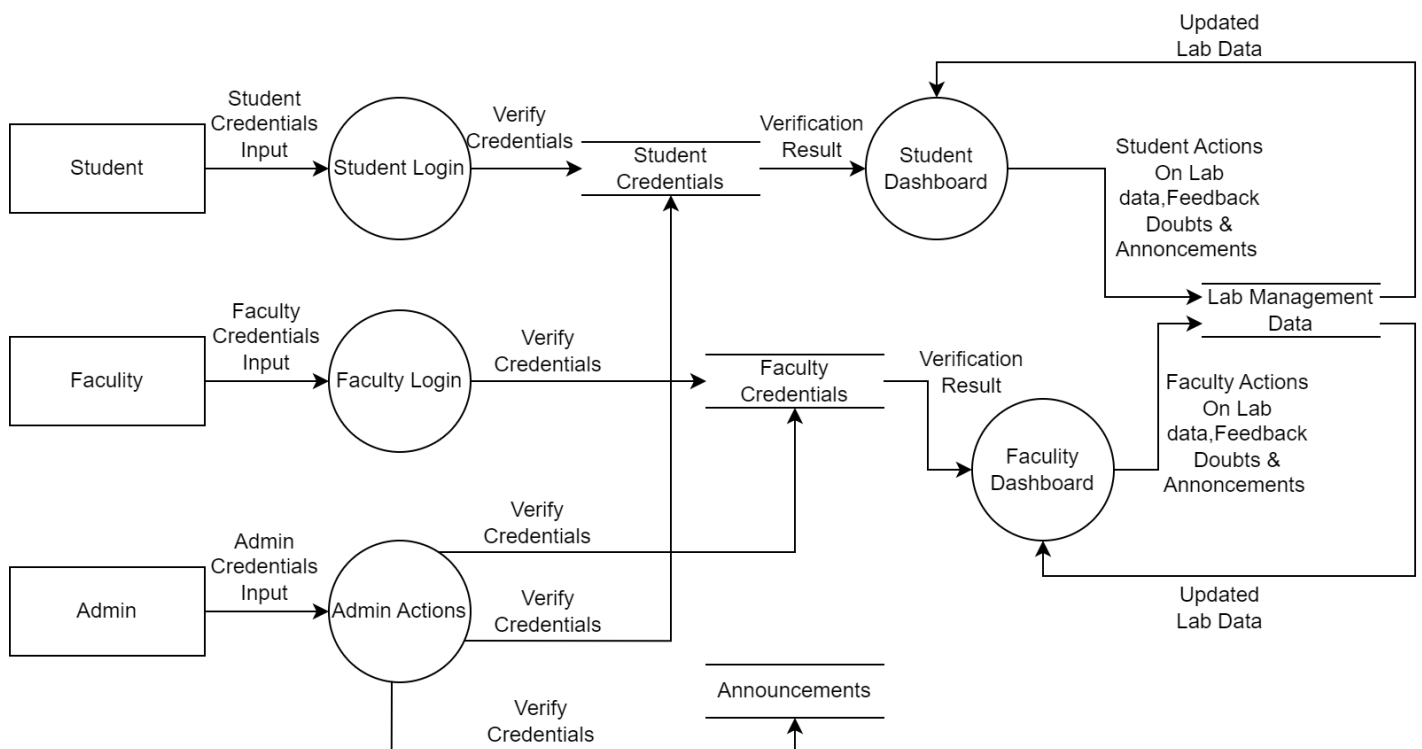 Updated
Lab Data
Student
Credentials
Input
Verify
Credentials
Verification
Result
Student
Student Login
Student
Credentials
Student
Dashboard
Student Actions
On Lab
data,Feedback
Doubts &
Annoncements
Lab Management
Data
Faculty
Credentials
Input
Verify
Credentials
Verification
Result
Faculity
Faculty Login
Faculty
Credentials
Faculity
Dashboard
Faculty Actions
On Lab
data,Feedback
Doubts &
Annoncements
Admin
Credentials
Input
Verify
Credentials
Admin
Admin Actions
Verify
Credentials
Updated
Lab Data
Announcements
Verify
Credentials